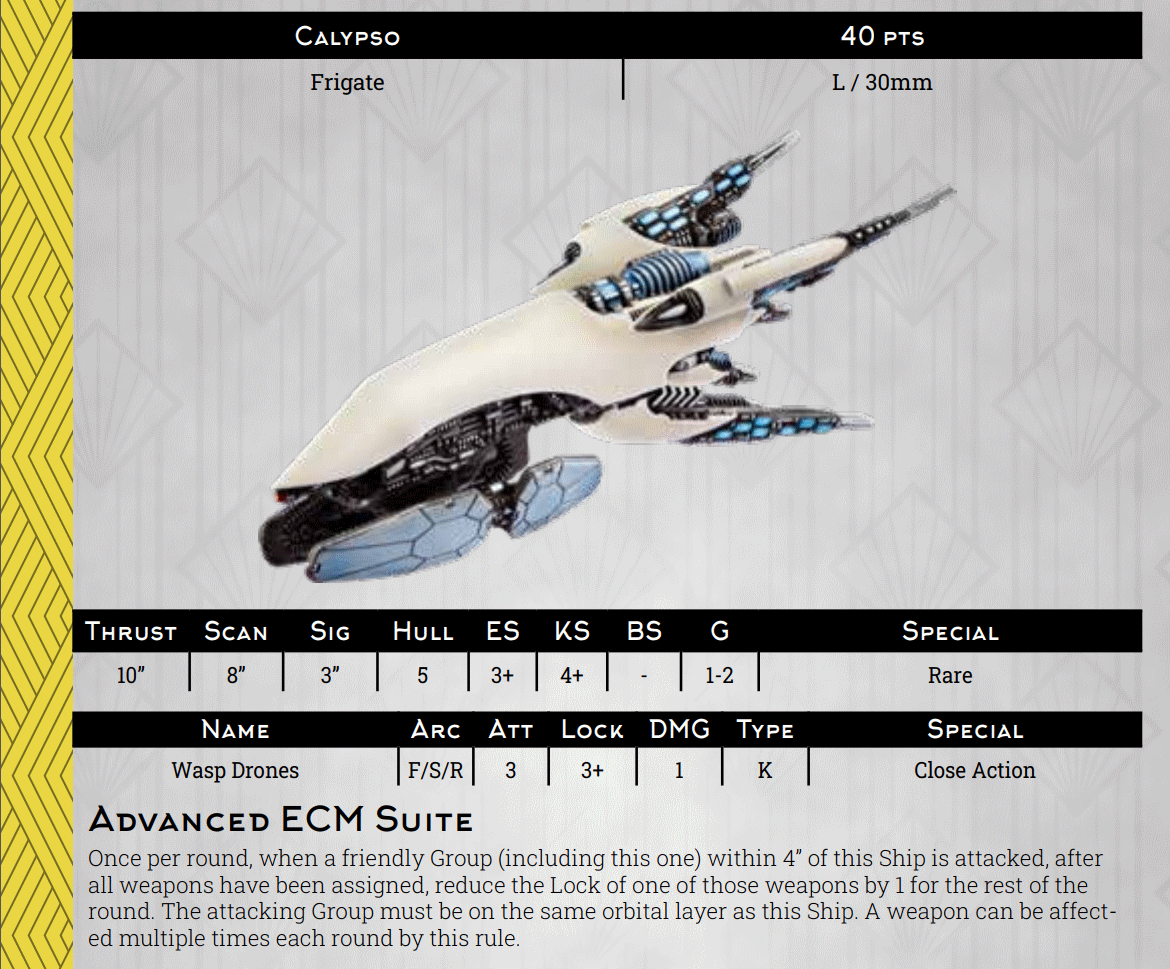 Calypso 40 pts
Frigate L / 30mm
Thrust Scan Sig Hull ES KS BS G Special
10” 8” 3” 5 3+ 4+ - 1-2 Rare
Name Arc Att Lock DMG Type Special
Wasp Drones F/S/R 3 3+ 1 K Close Action
Advanced ECM Suite
Once per round, when a friendly Group (including this one) within 4” of this Ship is attacked, after
all weapons have been assigned, reduce the Lock of one of those weapons by 1 for the rest of the
round. The attacking Group must be on the same orbital layer as this Ship. A weapon can be affect-
ed multiple times each round by this rule.